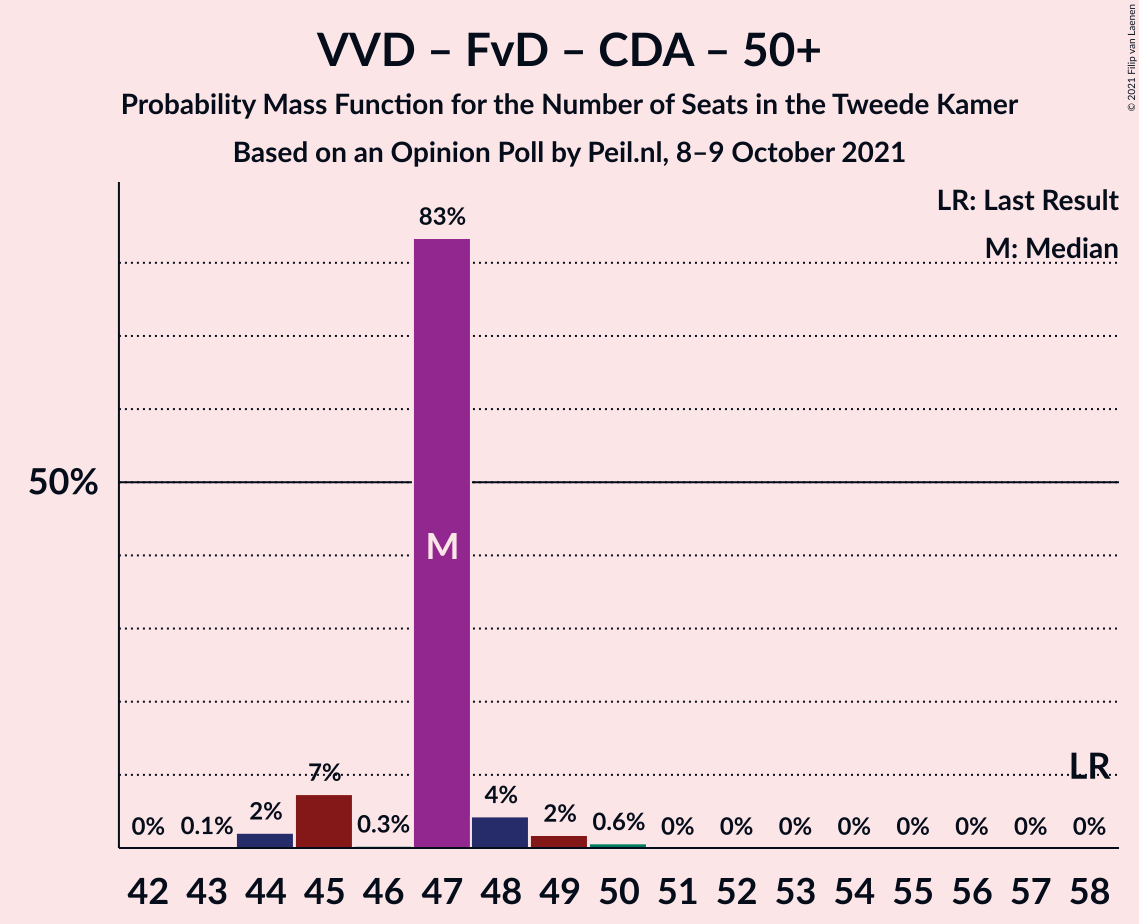 VVD – FvD – CDA – 50+
Probability Mass Function for the Number of Seats in the Tweede Kamer
Based on an Opinion Poll by Peil.nl, 8–9 October 2021
© 2021 Filip van Laenen
LR: Last Result
M: Median
83%
50%
M
LR
0% 0.1% 2% 7% 0.3% 4% 2% 0.6% 0% 0% 0% 0% 0% 0% 0% 0%
42 43 44 45 46 47 48 49 50 51 52 53 54 55 56 57 58